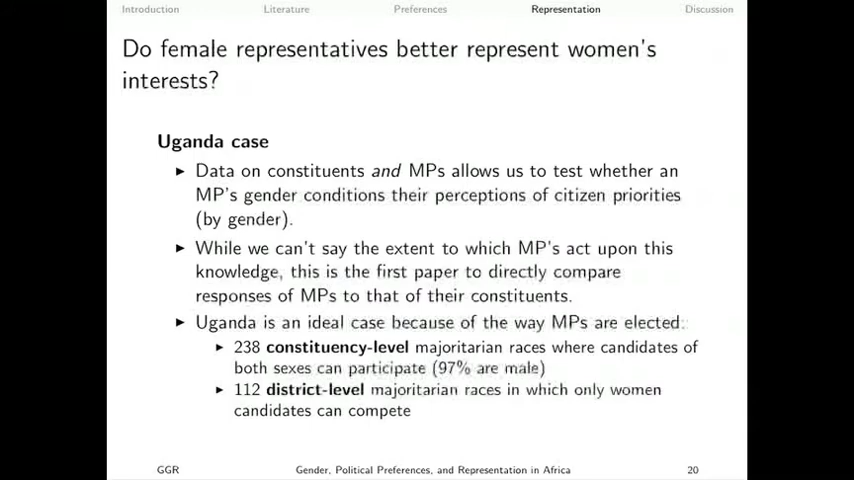 Introduction Literature Preferences Representation Discussion
Do female representatives better represent women's
interests?
Uganda case
► Data on constituents and MPs allows us to test whether an
MP's gender conditions their perceptions of citizen priorities
(by gender).
► While we can't say the extent to which MP's act upon this
knowledge, this is the first paper to directly compare
responses of MPs to that of their constituents.
► Uganda is an ideal case because of the way MPs are elected:
► 238 constituency-level majoritarian races where candidates of
both sexes can participate (97% are male)
► 112 district-level majoritarian races in which only women
candidates can compete
GGR Gender, Political Preferences, and Representation in Africa 20